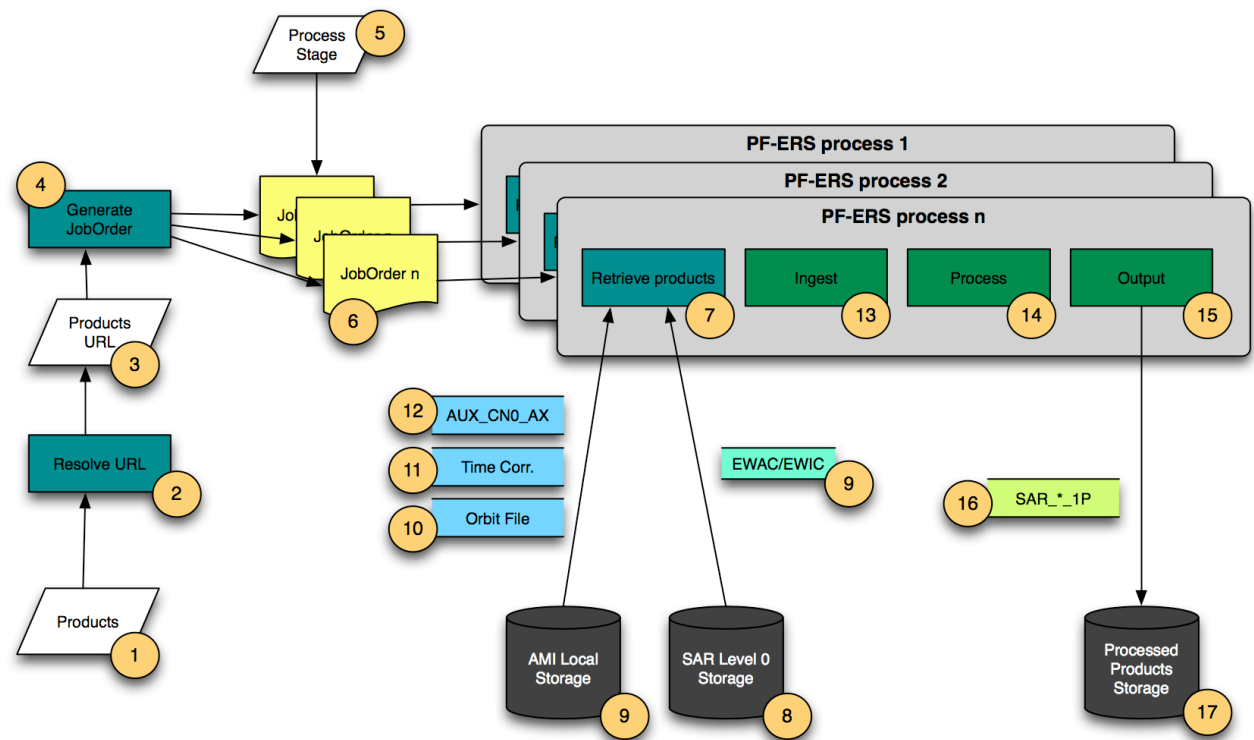 Process
Stage
5
PF-ERS process 1
PF-ERS process 2
PF-ERS process n
4
Generate
JobOrder
JobOrder n
JobOrder n
6
Retrieve products
7
Ingest
13
Process
14
Output
15
Products
URL
3
12
AUX_CN0_AX
11
Time Corr.
10
Orbit File
EWAC/EWIC
9
16
SAR_*_1P
Resolve URL
2
Products
1
AMI Local
Storage
9
SAR Level 0
Storage
8
Processed
Products
Storage
17